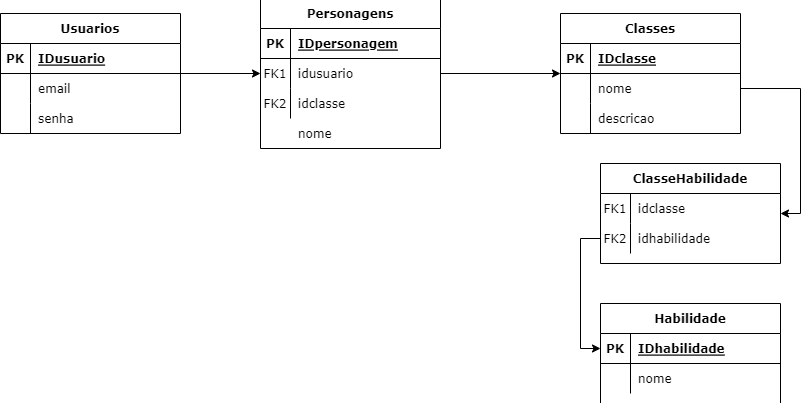 Usuarios
PK IDusuario
email
senha
Personagens
PK IDpersonagem
FK1 idusuario
FK2 idclasse
nome
Classes
PK IDclasse
nome
descricao
ClasseHabilidade
FK1 idclasse
FK2 idhabilidade
Habilidade
PK IDhabilidade
nome